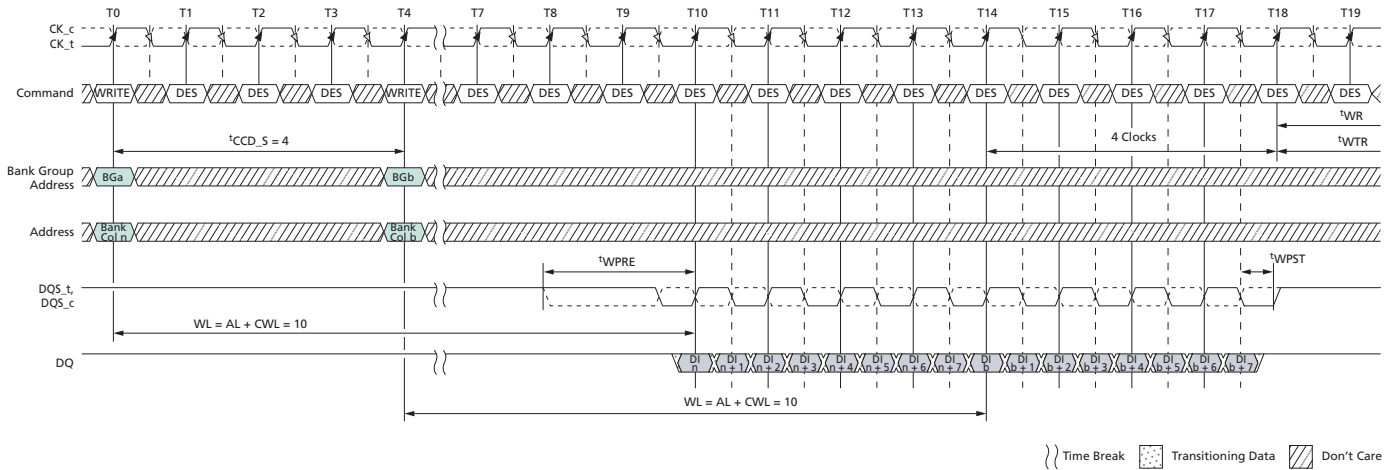 T0 T1 T2 T3 T4 T7 T8 T9 T10 T11 T12 T13 T14 T15 T16 T17 T18 T19
CK_c
CK_t
Command WRITE DES DES DES WRITE DES DES DES DES DES DES DES DES DES DES DES DES DES
tWR
tCCD_S = 4 4 Clocks
tWTR
Bank Group
Address BGa BGb
Address Bank
Col n Bank
Col b
tWPRE tWPST
DQS_t,
DQS_c
WL = AL + CWL = 10
DQ DI
n DI
n + 1 DI
n + 2 DI
n + 3 DI
n + 4 DI
n + 5 DI
n + 6 DI
n + 7 DI
b DI
b + 1 DI
b + 2 DI
b + 3 DI
b + 4 DI
b + 5 DI
b + 6 DI
b + 7
WL = AL + CWL = 10
Time Break Transitioning Data Don't Care